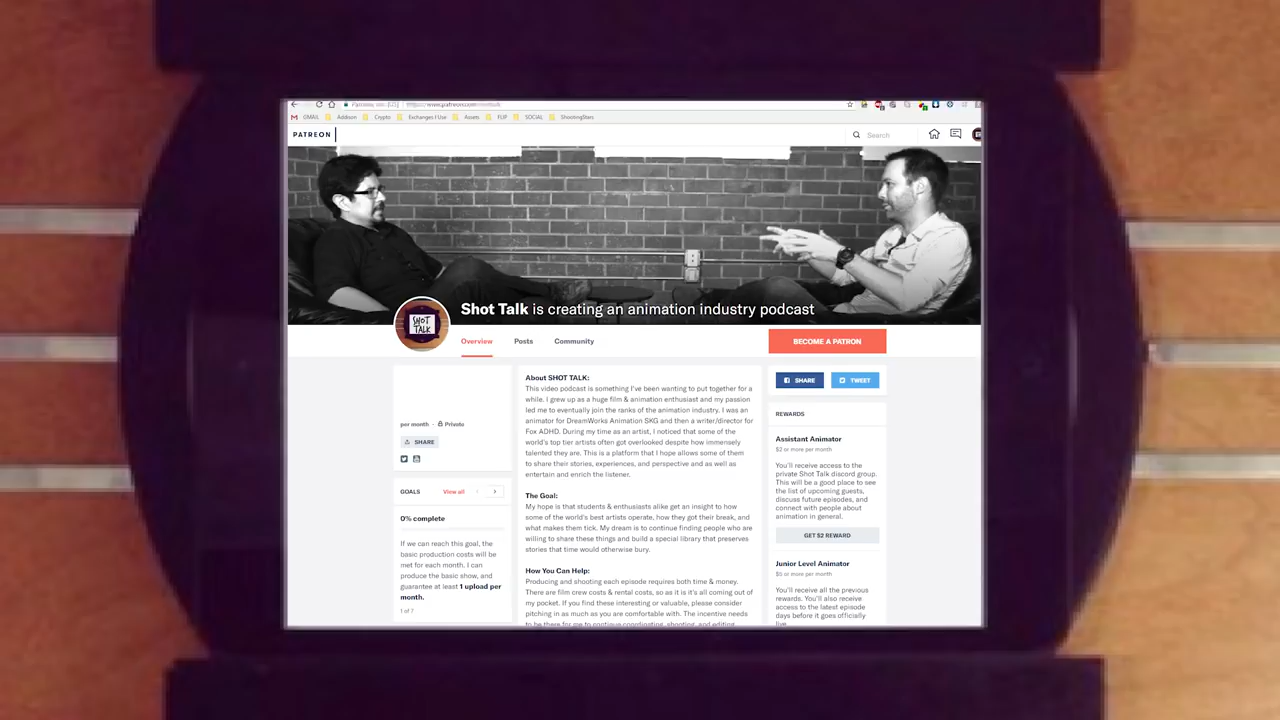 GMAIL Addison Crypto Exchanges I Use Assets FLIP SOCIAL ShootingStars
PATREON
Search
SHOT
TALK
Shot Talk is creating an animation industry podcast
Overview Posts Community
BECOME A PATRON
per month · Private
SHARE
GOALS View all
0% complete
If we can reach this goal, the
basic production costs will be
met for each month. I can
produce the basic show, and
guarantee at least 1 upload per
month.
1 of 7
About SHOT TALK:
This video podcast is something I've been wanting to put together for a
while. I grew up as a huge film & animation enthusiast and my passion
led me to eventually join the ranks of the animation industry. I was an
animator for DreamWorks Animation SKG and then a writer/director for
Fox ADHD. During my time as an artist, I noticed that some of the
world's top tier artists often got overlooked despite how immensely
talented they are. This is a platform that I hope allows some of them
to share their stories, experiences, and perspective and as well as
entertain and enrich the listener.
The Goal:
My hope is that students & enthusiasts alike get an insight to how
some of the world's best artists operate, how they got their break, and
what makes them tick. My dream is to continue finding people who are
willing to share these things and build a special library that preserves
stories that time would otherwise bury.
How You Can Help:
Producing and shooting each episode requires both time & money.
There are film crew costs & rental costs, so as it is it's all coming out of
my pocket. If you find these interesting or valuable, please consider
pitching in as much as you are comfortable with. The incentive needs
to be there for me to continue coordinating, shooting, and editing
SHARE TWEET
REWARDS
Assistant Animator
$2 or more per month
You'll receive access to the
private Shot Talk discord group.
This will be a good place to see
the list of upcoming guests,
discuss future episodes, and
connect with people about
animation in general.
GET $2 REWARD
Junior Level Animator
$5 or more per month
You'll receive all the previous
rewards. You'll also receive
access to the latest episode
days before it goes officially
live.